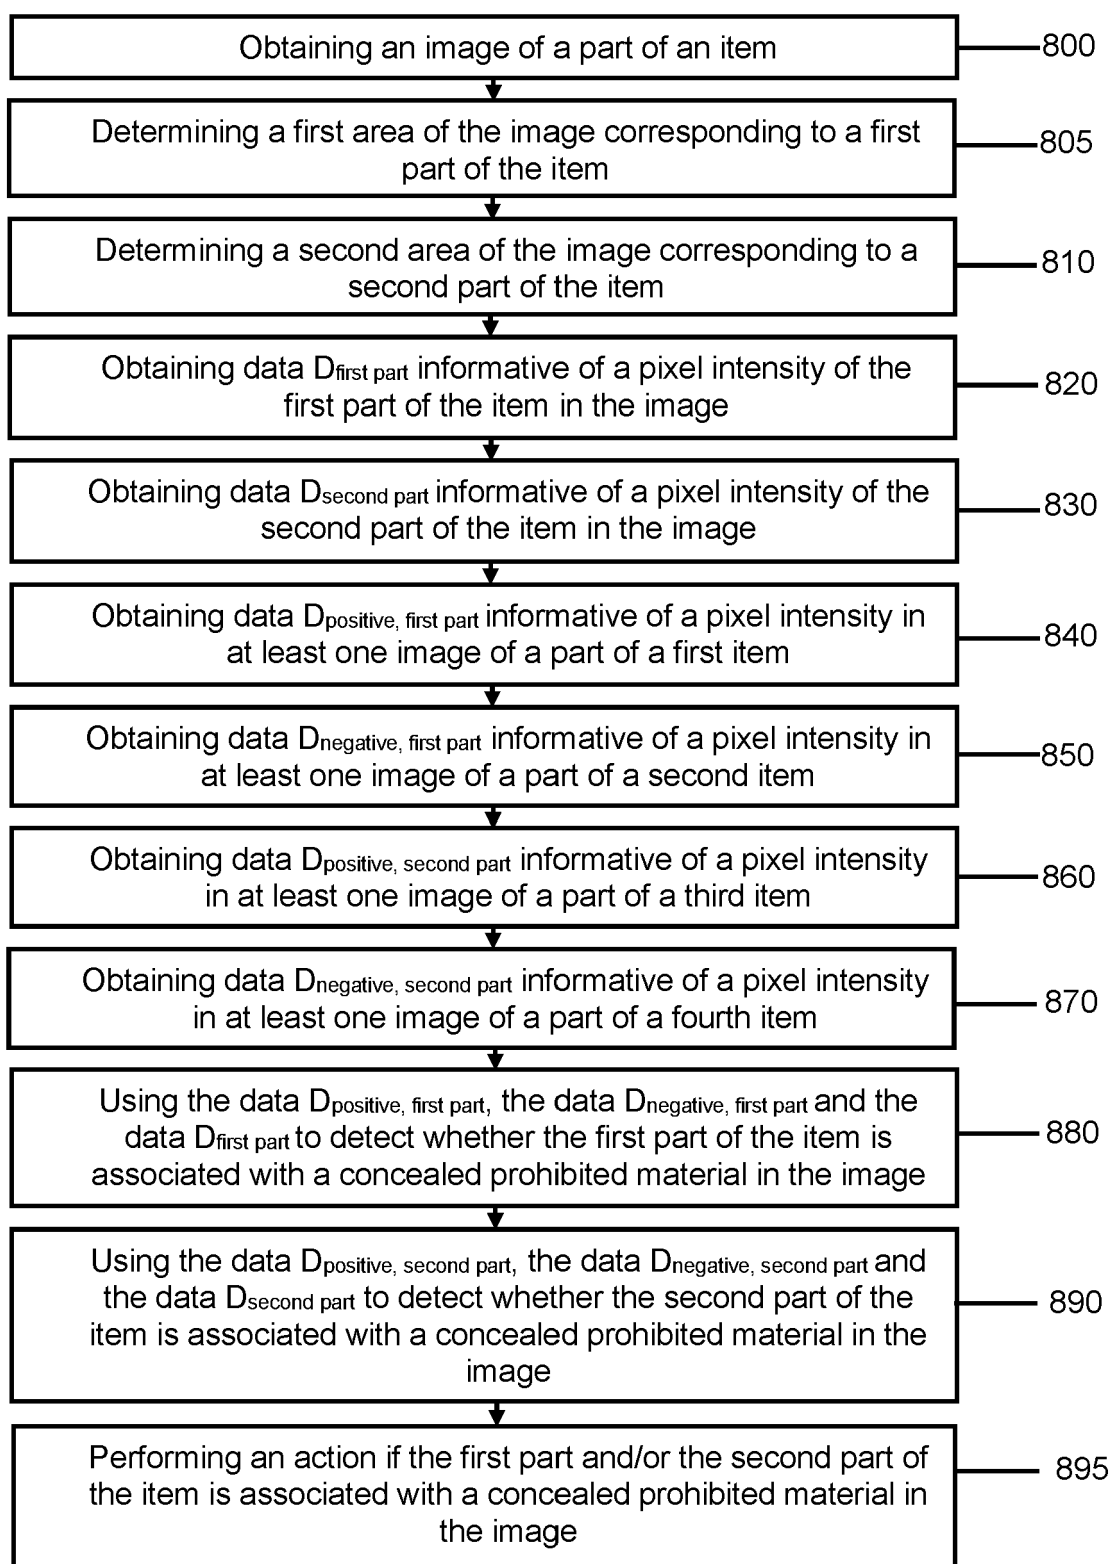 Obtaining an image of a part of an item
800
Determining a first area of the image corresponding to a first
part of the item
805
Determining a second area of the image corresponding to a
second part of the item
810
Obtaining data Dfirst part informative of a pixel intensity of the
first part of the item in the image
820
Obtaining data Dsecond part informative of a pixel intensity of the
second part of the item in the image
830
Obtaining data Dpositive, first part informative of a pixel intensity in
at least one image of a part of a first item
840
Obtaining data Dnegative, first part informative of a pixel intensity in
at least one image of a part of a second item
850
Obtaining data Dpositive, second part informative of a pixel intensity
in at least one image of a part of a third item
860
Obtaining data Dnegative, second part informative of a pixel intensity
in at least one image of a part of a fourth item
870
Using the data Dpositive, first part, the data Dnegative, first part and the
data Dfirst part to detect whether the first part of the item is
associated with a concealed prohibited material in the image
880
Using the data Dpositive, second part, the data Dnegative, second part and
the data Dsecond part to detect whether the second part of the
item is associated with a concealed prohibited material in the
image
890
Performing an action if the first part and/or the second part of
the item is associated with a concealed prohibited material in
the image
895